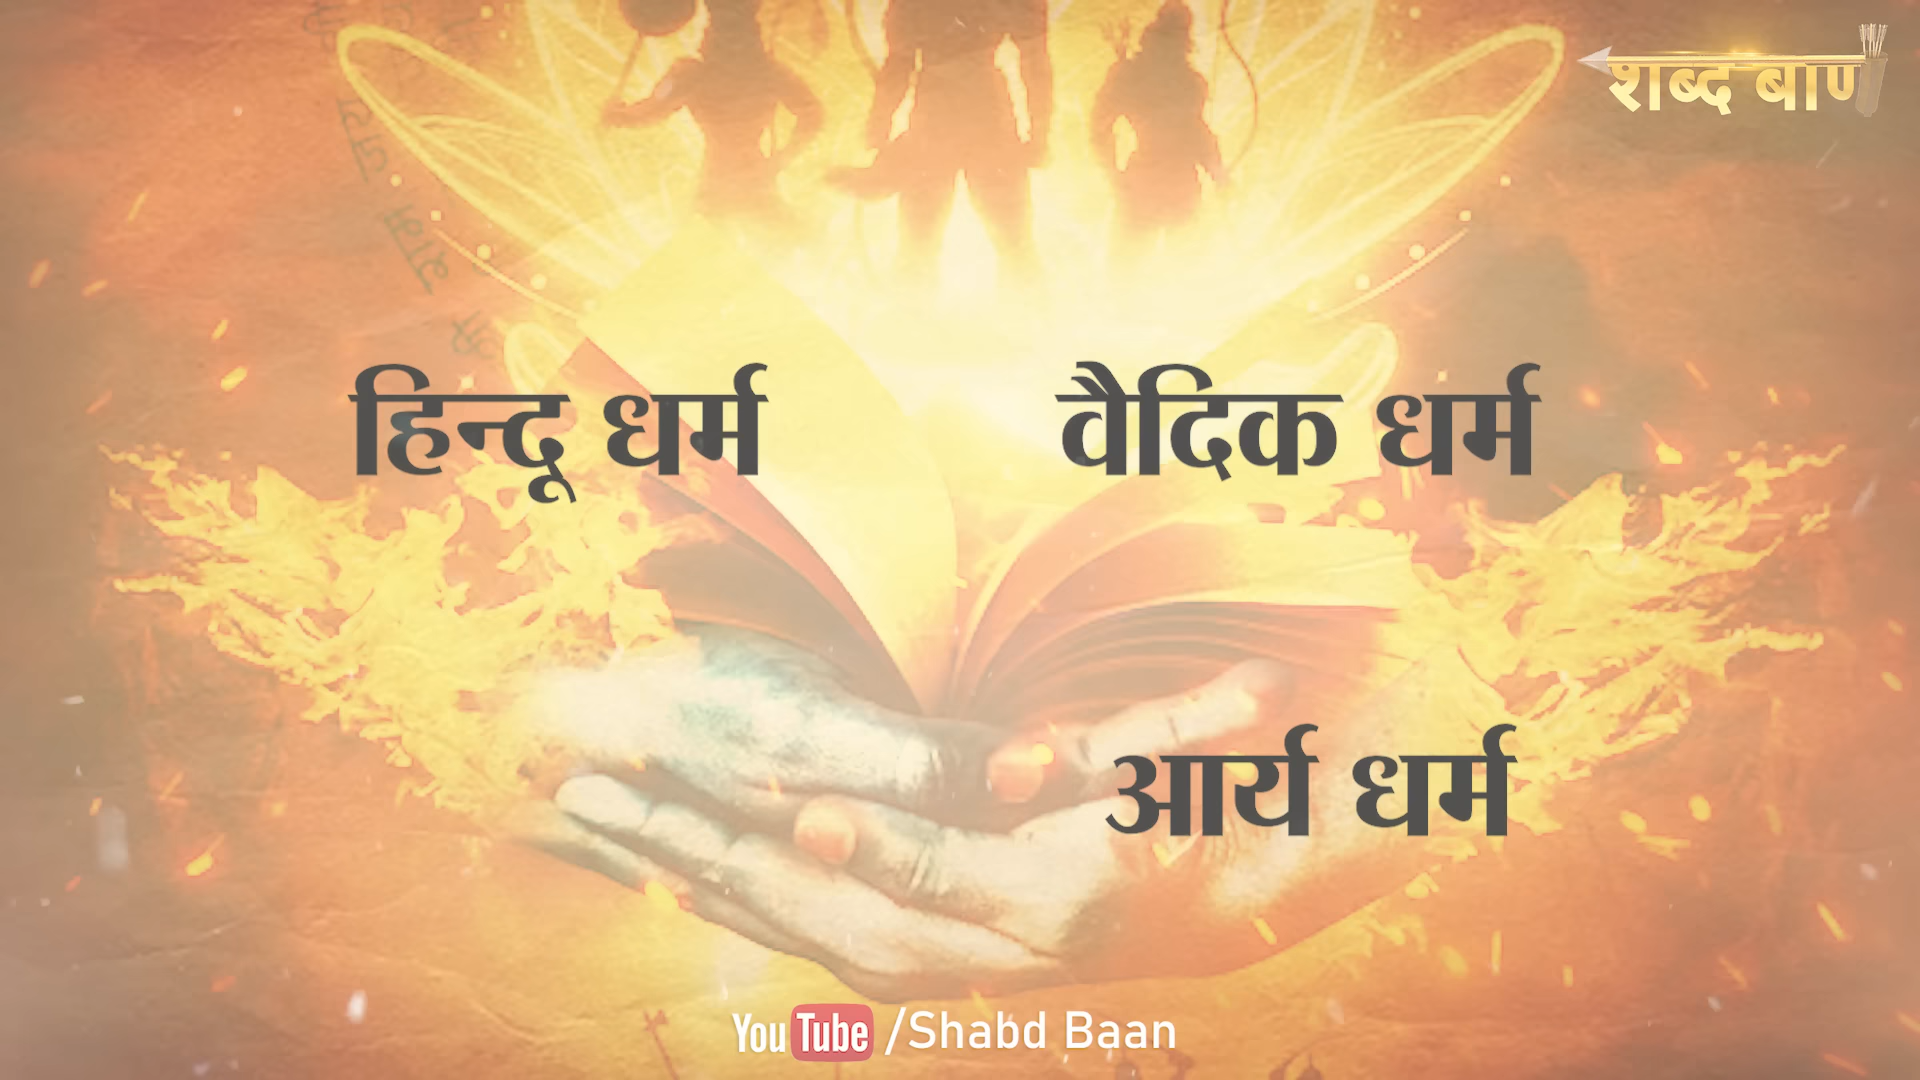 शब्द बाण
हिन्दू धर्म
वैदिक धर्म
आर्य धर्म
YouTube /Shabd Baan